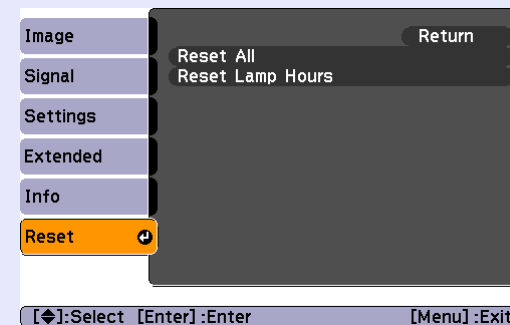 Image
Signal
Settings
Extended
Info
Reset
Return
Reset All
Reset Lamp Hours
[◆]:Select [Enter]:Enter [Menu]:Exit